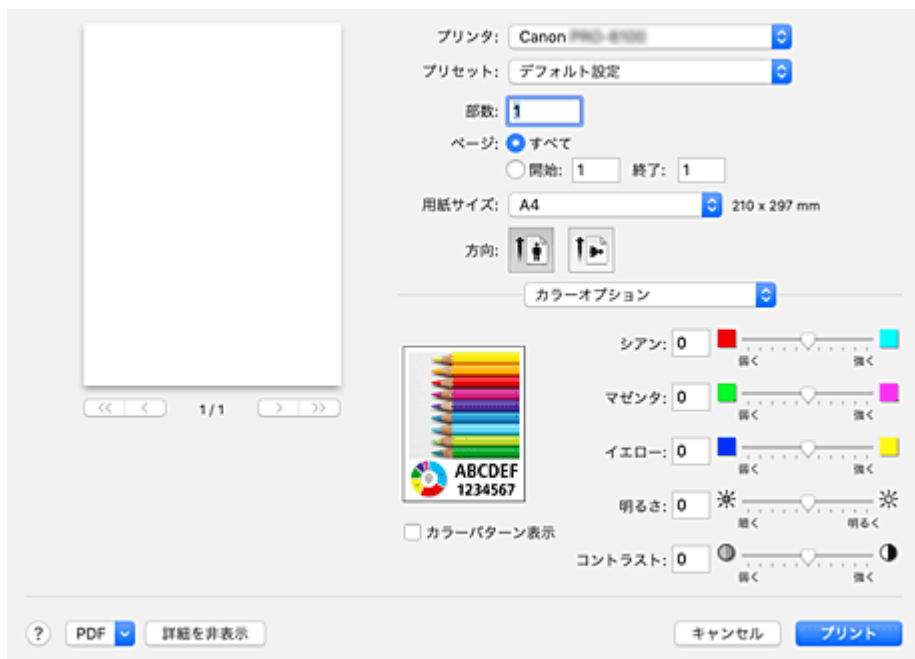 プリンタ: Canon
プリセット: デフォルト設定
部数: 1
ページ: すべて
開始: 1 終了: 1
用紙サイズ: A4 210 x 297 mm
方向:
カラーオプション
シアン: 0
弱く 強く
マゼンタ: 0
弱く 強く
イエロー: 0
弱く 強く
明るさ: 0
暗く 明るく
コントラスト: 0
弱く 強く
ABCDEF
1234567
カラーパターン表示
<< < 1/1 > >>
? PDF 詳細を非表示 キャンセル プリント